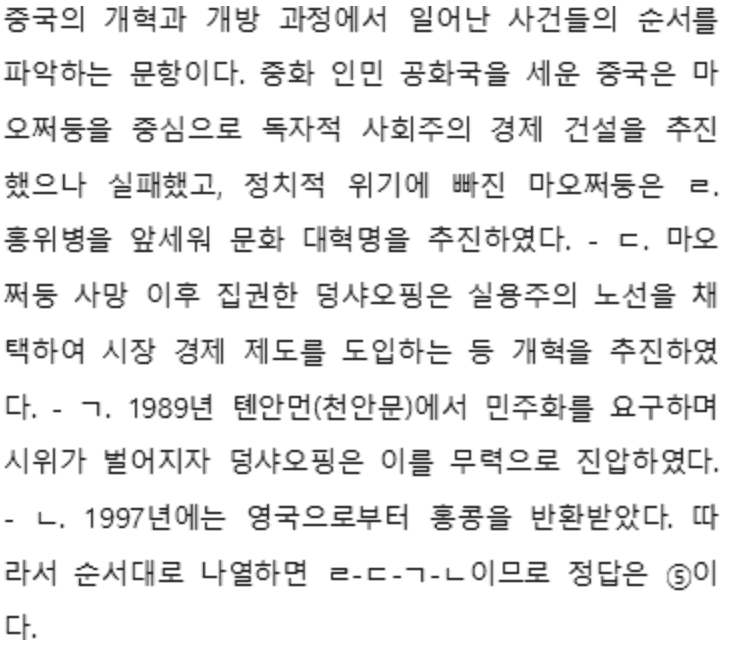 중국의 개혁과 개방 과정에서 일어난 사건들의 순서를
파악하는 문항이다. 중화 인민 공화국을 세운 중국은 마
오쩌둥을 중심으로 독자적 사회주의 경제 건설을 추진
했으나 실패했고, 정치적 위기에 빠진 마오쩌둥은 ㄹ.
홍위병을 앞세워 문화 대혁명을 추진하였다. - ㄷ. 마오
쩌둥 사망 이후 집권한 덩샤오핑은 실용주의 노선을 채
택하여 시장 경제 제도를 도입하는 등 개혁을 추진하였
다. - ㄱ. 1989년 톈안먼(천안문)에서 민주화를 요구하며
시위가 벌어지자 덩샤오핑은 이를 무력으로 진압하였다.
- ㄴ. 1997년에는 영국으로부터 홍콩을 반환받았다. 따
라서 순서대로 나열하면 ㄹ-ㄷ-ㄱ-ㄴ이므로 정답은 ⑤이
다.